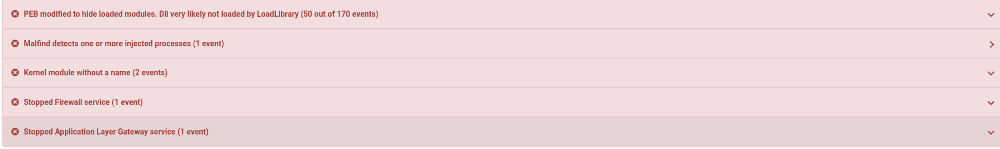 PEB modified to hide loaded modules. Dll very likely not loaded by LoadLibrary (50 out of 170 events)
Malfind detects one or more injected processes (1 event)
Kernel module without a name (2 events)
Stopped Firewall service (1 event)
Stopped Application Layer Gateway service (1 event)